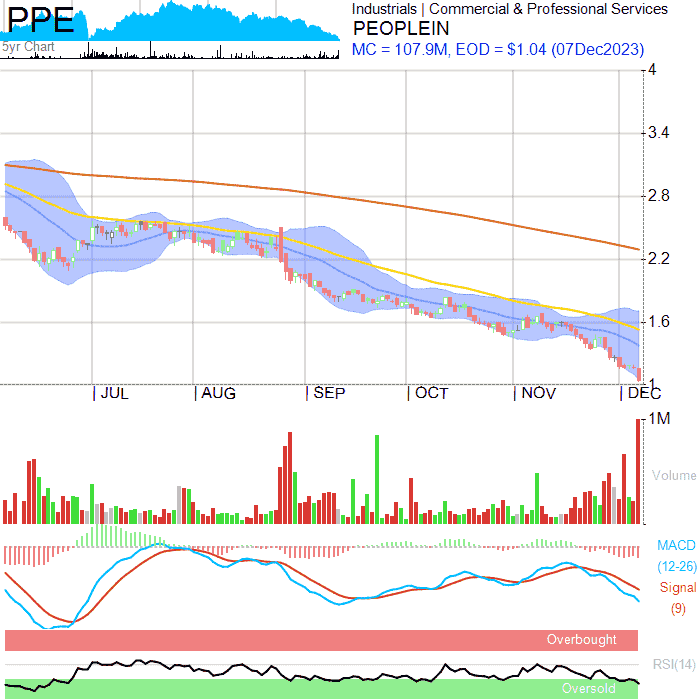 PPE
5yr Chart
Industrials | Commercial & Professional Services
PEOPLEIN
MC = 107.9M, EOD = $1.04 (07Dec2023)
4
3.4
2.8
2.2
1.6
1
JUL AUG SEP OCT NOV DEC
1M
Volume
MACD
(12-26)
Signal
(9)
Overbought
RSI(14)
Oversold